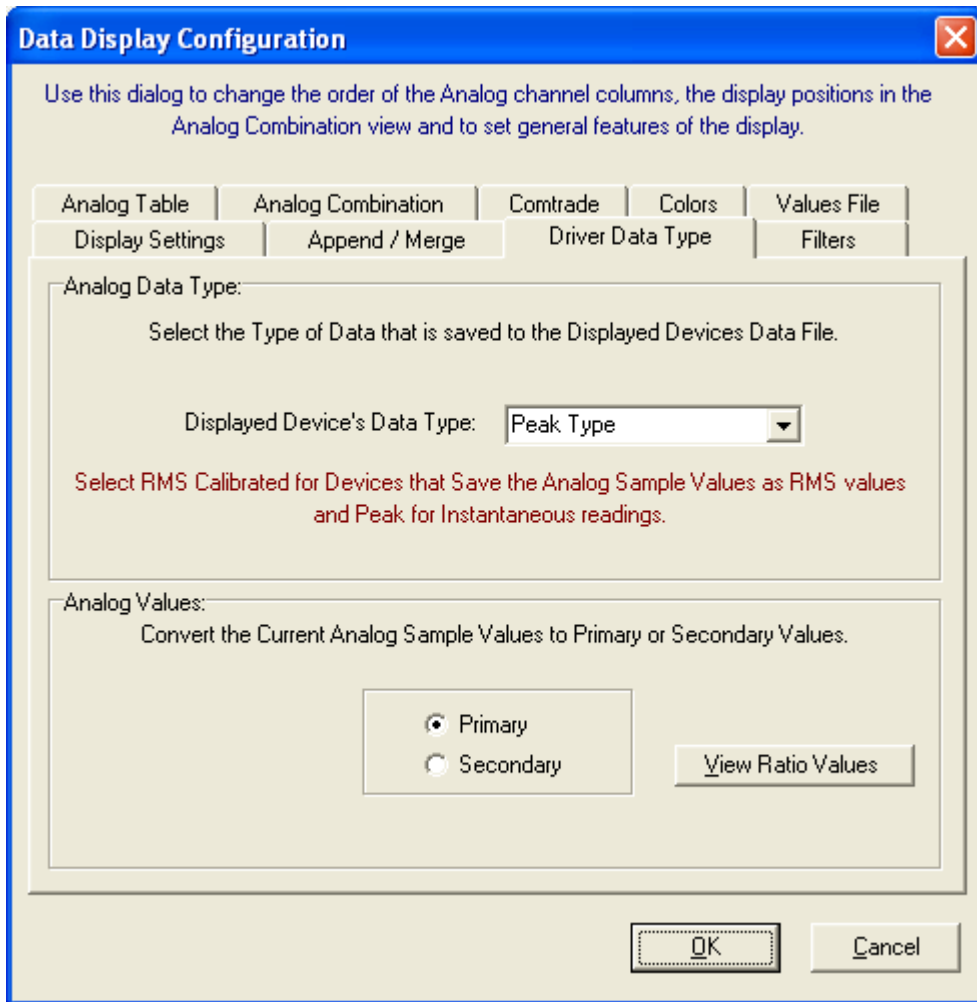 Data Display Configuration
Use this dialog to change the order of the Analog channel columns, the display positions in the
Analog Combination view and to set general features of the display.
Analog Table
Analog Combination
Comtrade
Colors
Values File
Display Settings
Append / Merge
Driver Data Type
Filters
Analog Data Type:
Select the Type of Data that is saved to the Displayed Devices Data File.
Displayed Device's Data Type:
Peak Type
Select RMS Calibrated for Devices that Save the Analog Sample Values as RMS values
and Peak for Instantaneous readings.
Analog Values:
Convert the Current Analog Sample Values to Primary or Secondary Values.
Primary
Secondary
View Ratio Values
OK
Cancel